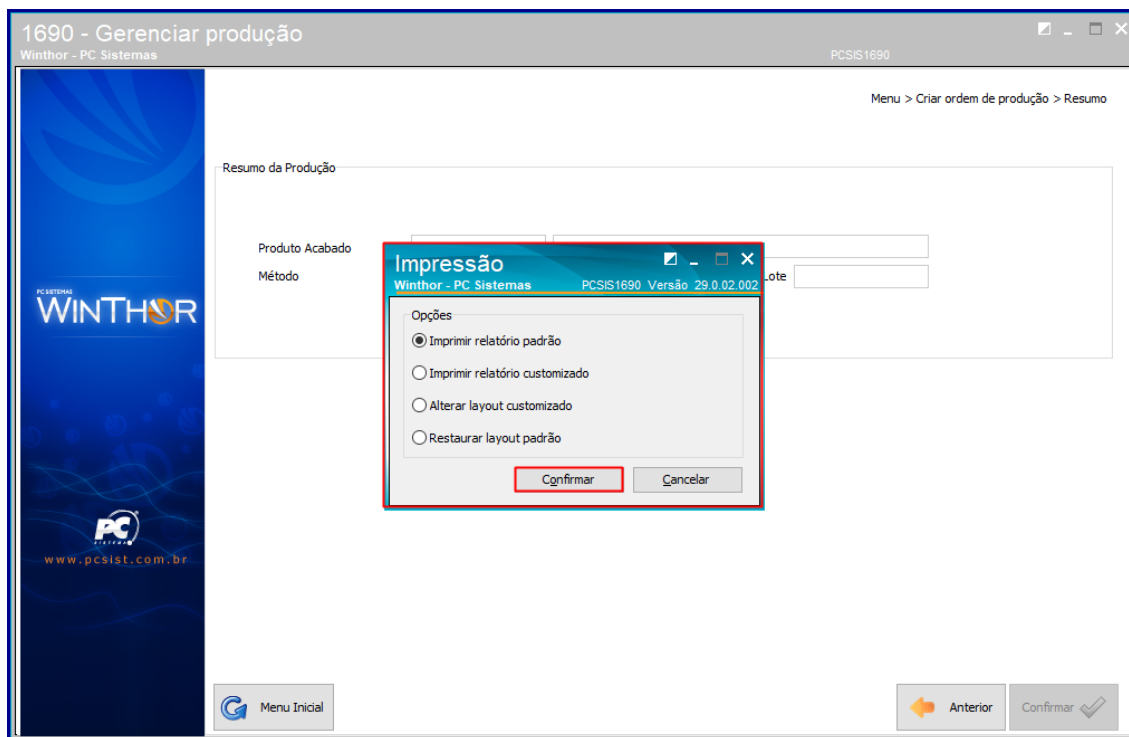 1690 - Gerenciar produção
Winthor - PC Sistemas
PCSIS1690
Menu > Criar ordem de produção > Resumo
Resumo da Produção
Produto Acabado
Método
Lote
Impressão
Winthor - PC Sistemas
PCSIS1690 Versão 29.0.02.002
Opções
Imprimir relatório padrão
Imprimir relatório customizado
Alterar layout customizado
Restaurar layout padrão
Confirmar
Cancelar
PC SISTEMAS
WINTHOR
PC
SISTEMAS
www.pcsist.com.br
Menu Inicial
Anterior
Confirmar